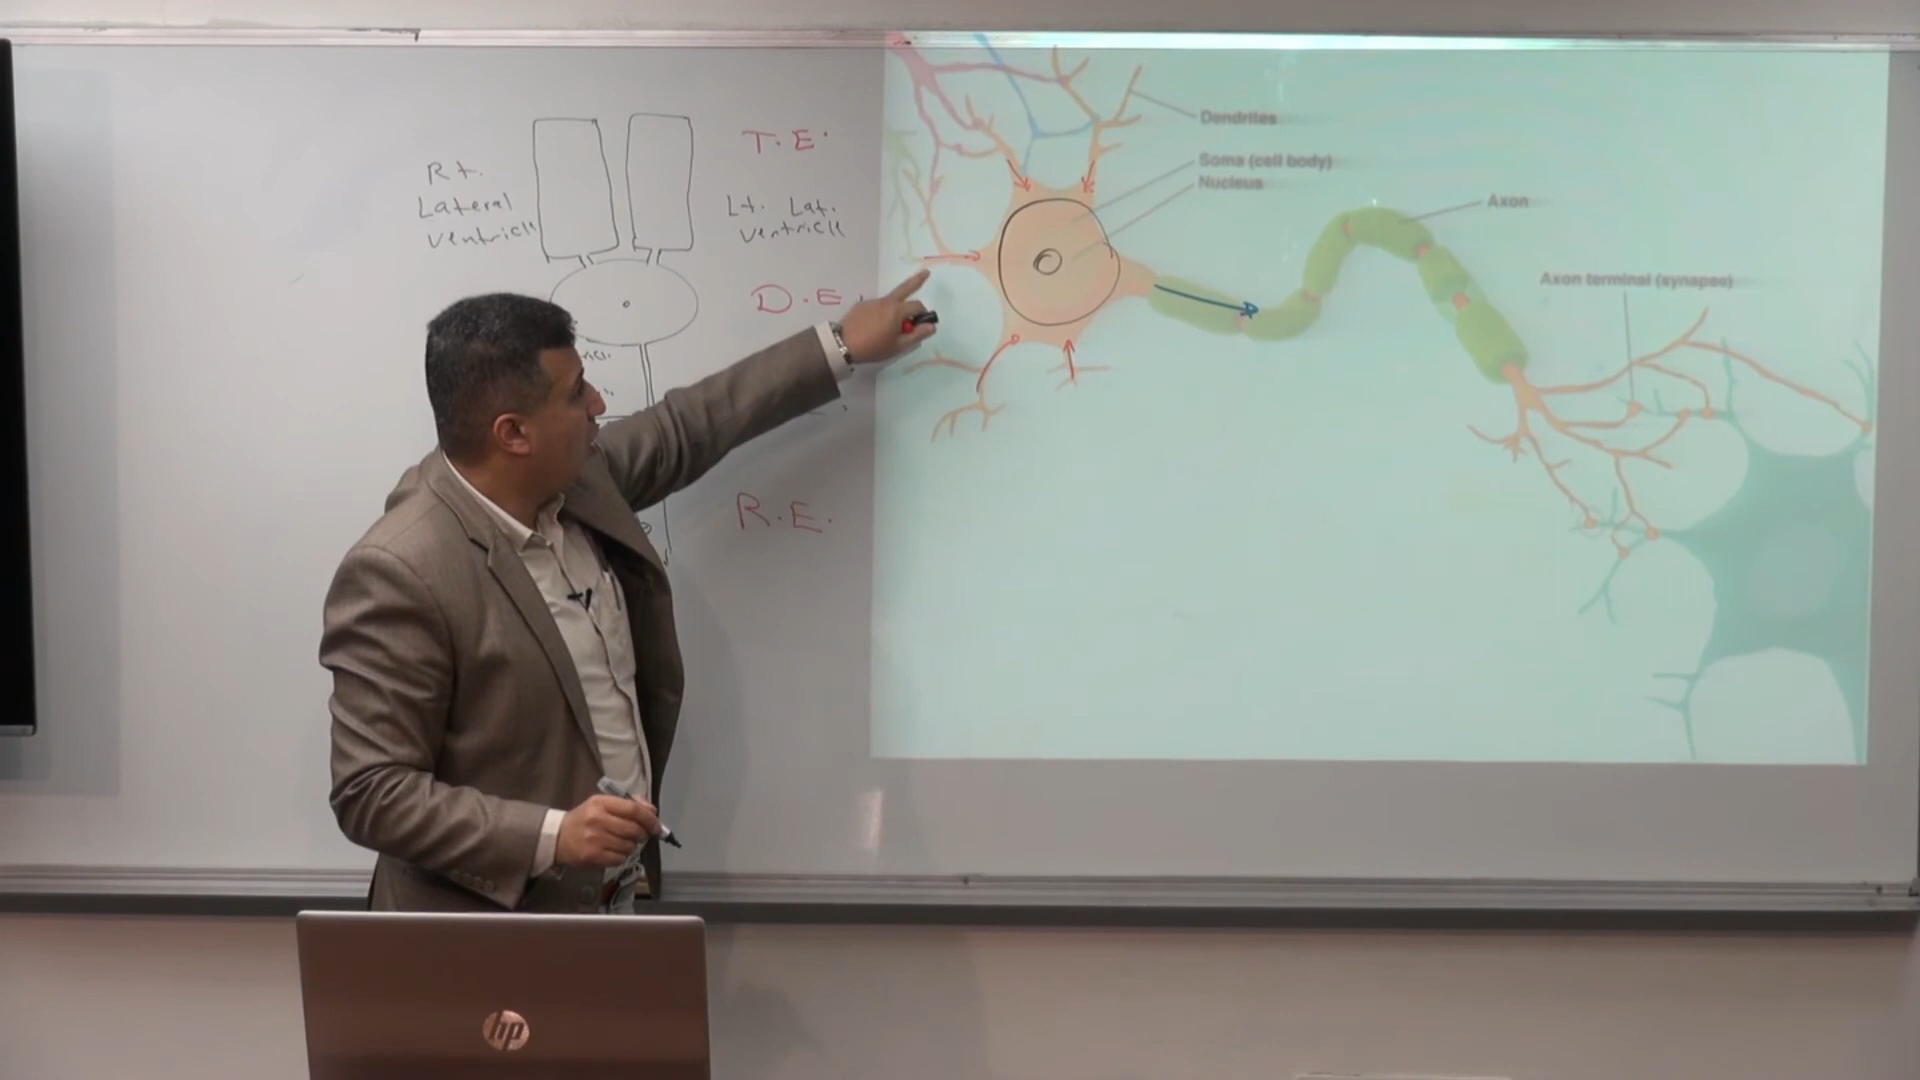 Rt.
Lateral
Ventricle
T.E.
Lt. Lat.
Ventricle
D.E.
R.E.
Dendrites
Soma (cell body)
Nucleus
Axon
Axon terminal (synapse)
hp